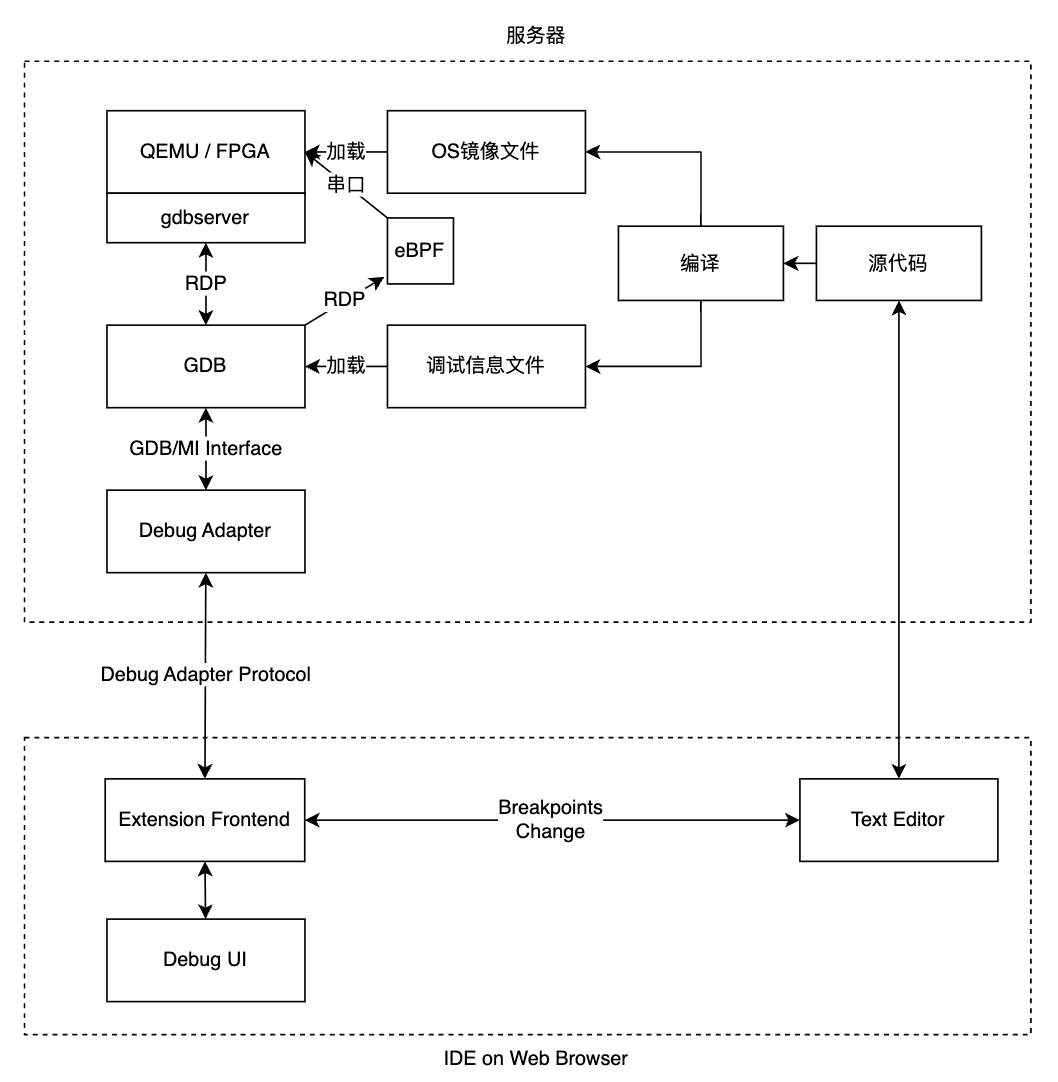 服务器
QEMU / FPGA
加载
OS镜像文件
串口
gdbserver
eBPF
编译
源代码
RDP
RDP
GDB
加载
调试信息文件
GDB/MI Interface
Debug Adapter
Debug Adapter Protocol
Extension Frontend
Breakpoints
Change
Text Editor
Debug UI
IDE on Web Browser